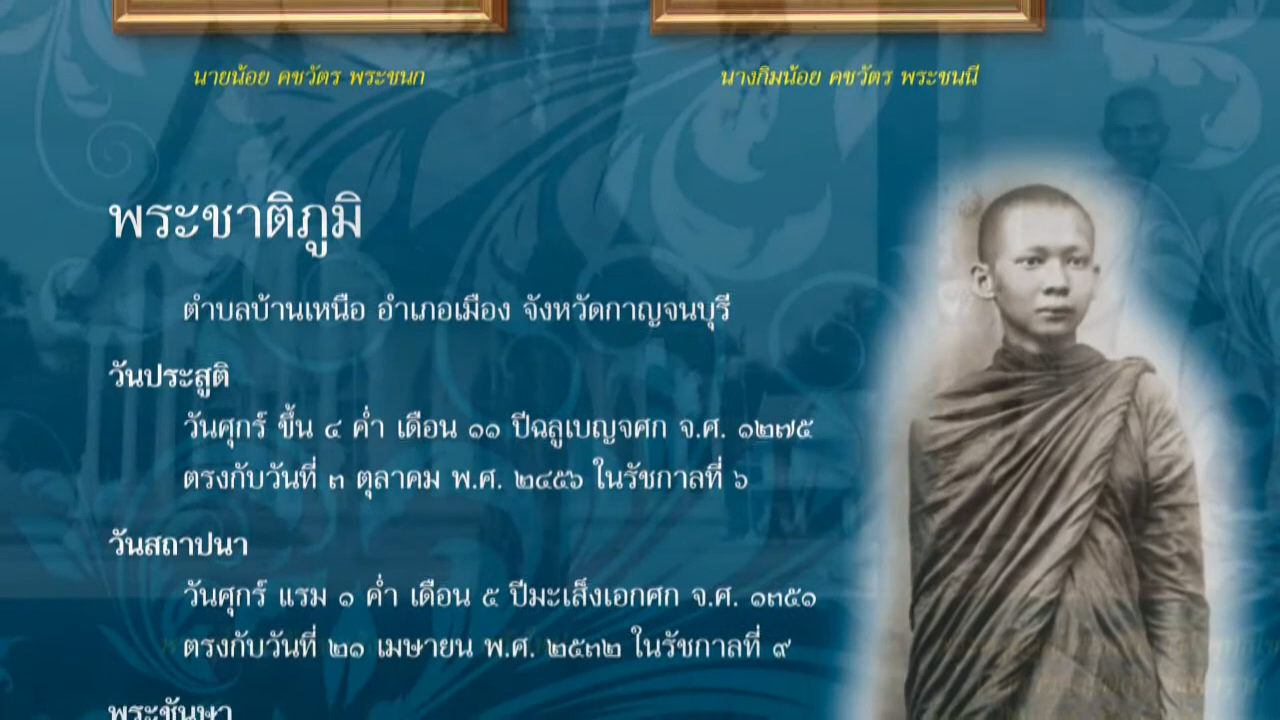 นายน้อย คชวัตร พระชนก
นางกิมน้อย คชวัตร พระชนนี
พระชาติภูมิ
ตำบลบ้านเหนือ อำเภอเมือง จังหวัดกาญจนบุรี
วันประสูติ
วันศุกร์ ขึ้น ๔ ค่ำ เดือน ๑๑ ปีฉลูเบญจศก จ.ศ. ๑๒๗๕
ตรงกับวันที่ ๓ ตุลาคม พ.ศ. ๒๔๕๖ ในรัชกาลที่ ๖
วันสถาปนา
วันศุกร์ แรม ๑ ค่ำ เดือน ๕ ปีมะเส็งเอกศก จ.ศ. ๑๓๕๑
ตรงกับวันที่ ๒๑ เมษายน พ.ศ. ๒๕๓๒ ในรัชกาลที่ ๙
พระชันษา